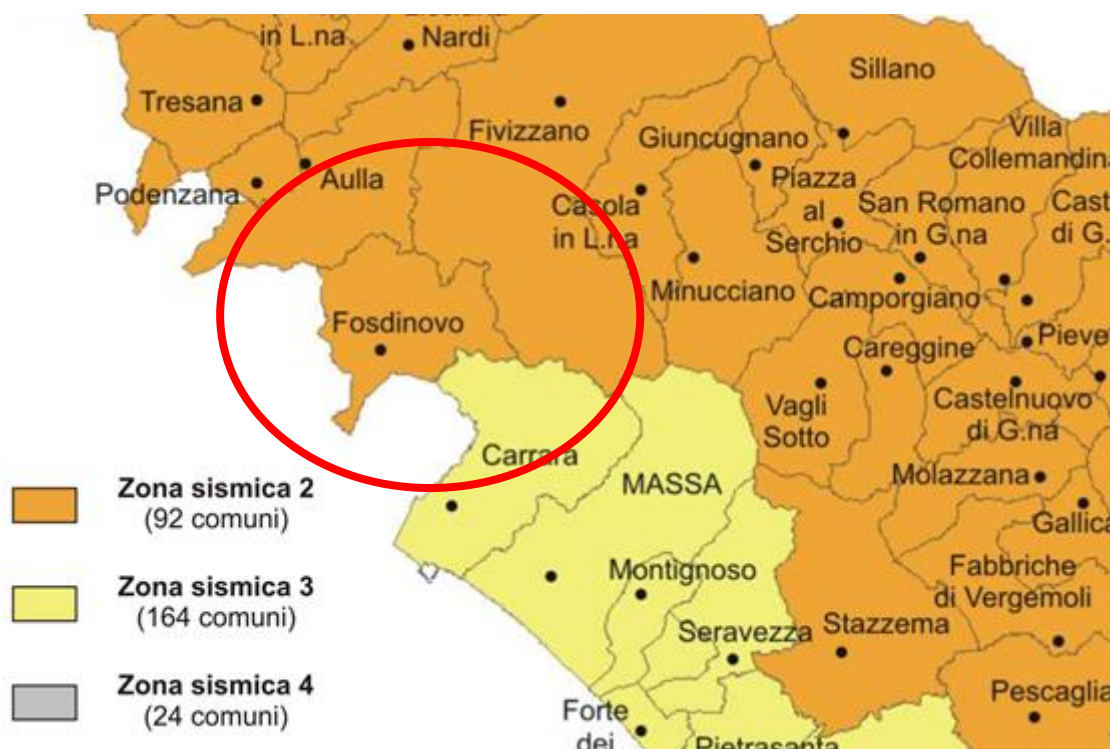 in L.na
Nardi
Sillano
Tresana
Fivizzano
Giuncugnano
Villa
Collemandina
Podenzana
Aulla
Piazza
al
Serchio
Casola
in L.na
San Romano
in G.na
Cast
di G.
Minucciano
Camporgiano
Fosdinovo
Careggine
Pieve
Vagli
Sotto
Castelnuovo
di G.na
Carrara
MASSA
Molazzana
Zona sismica 2
(92 comuni)
Gallica
Montignoso
Fabbriche
di Vergemoli
Zona sismica 3
(164 comuni)
Seravezza
Stazzema
Zona sismica 4
(24 comuni)
Pescaglia
Forte
dei
Pietrasanta